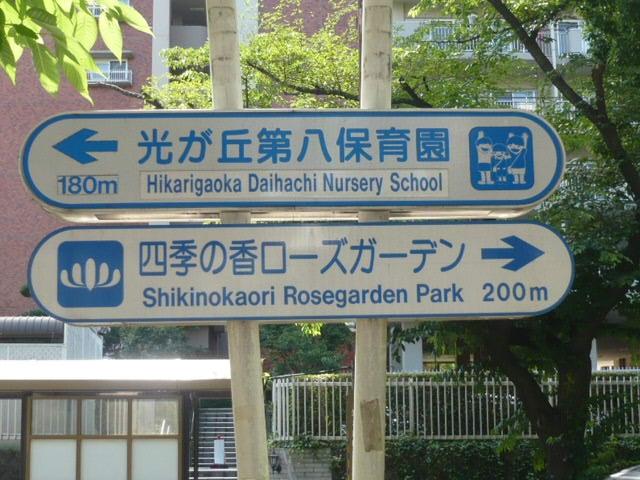 光が丘第八保育園
180m Hikarigaoka Daihachi Nursery School
四季の香ローズガーデン
Shikinokaori Rosegarden Park 200m